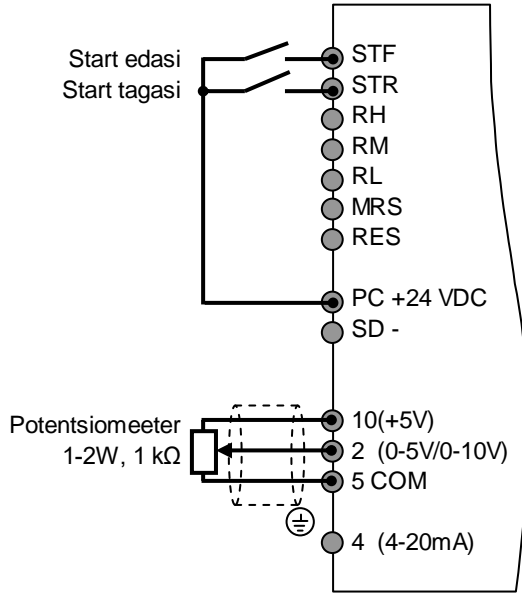 Start edasi
Start tagasi
STF
STR
RH
RM
RL
MRS
RES
PC +24 VDC
SD -
Potentsiomeeter
1-2W, 1 kΩ
10(+5V)
2 (0-5V/0-10V)
5 COM
4 (4-20mA)